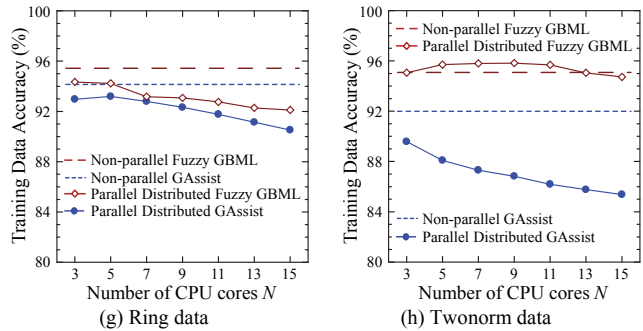 Training Data Accuracy (%)
100
96
92
88
84
80
Non-parallel Fuzzy GBML
Non-parallel GAssist
Parallel Distributed Fuzzy GBML
Parallel Distributed GAssist
3 5 7 9 11 13 15
Number of CPU cores N
(g) Ring data
Training Data Accuracy (%)
100
96
92
88
84
80
Non-parallel Fuzzy GBML
Parallel Distributed Fuzzy GBML
Non-parallel GAssist
Parallel Distributed GAssist
3 5 7 9 11 13 15
Number of CPU cores N
(h) Twonorm data